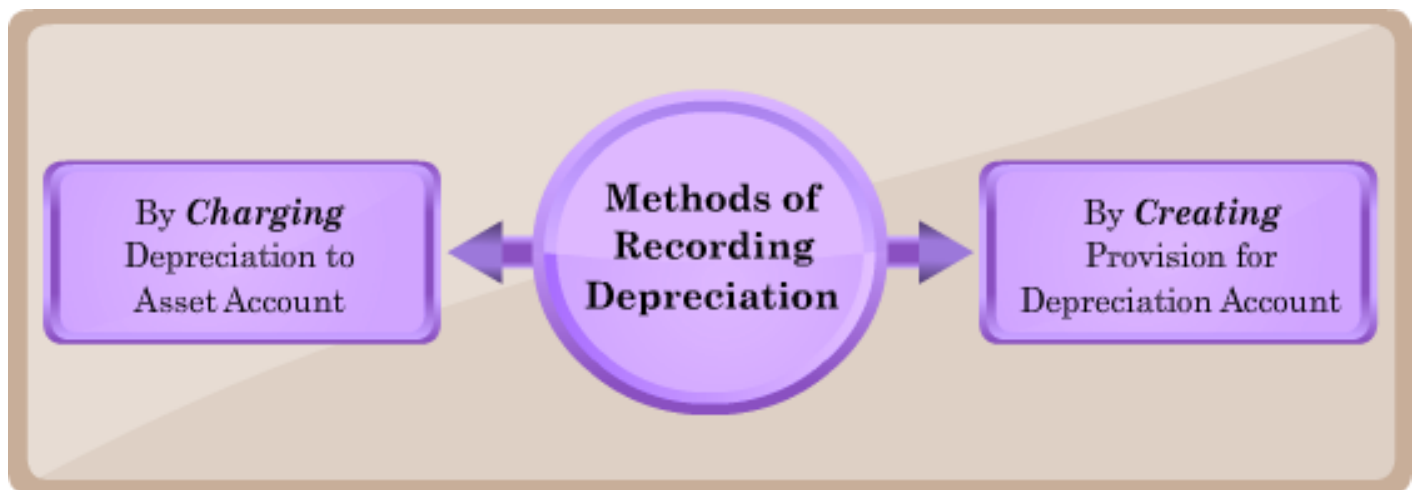 By Charging
Depreciation to
Asset Account
Methods of
Recording
Depreciation
By Creating
Provision for
Depreciation Account